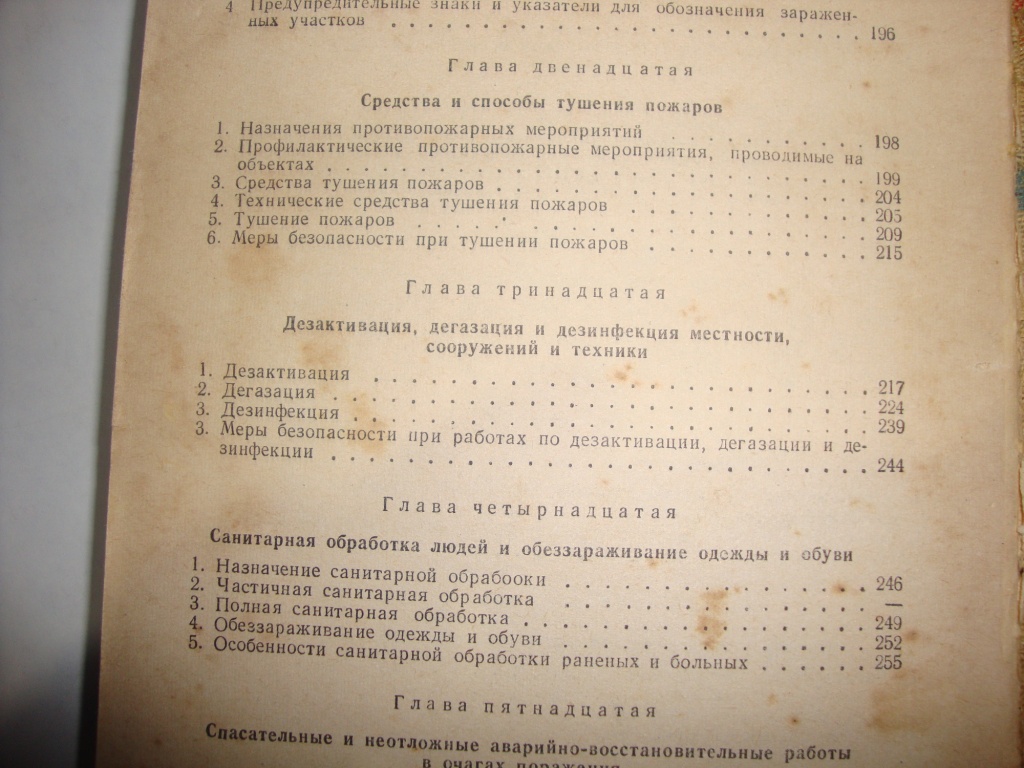 4 Предупредительные знаки и указатели для обозначения заражен-
ных участков . . . . . . . . . . . . . . . . . . . . 196
Глава двенадцатая
Средства и способы тушения пожаров
1. Назначения противопожарных мероприятий . . . . . . . . . 198
2. Профилактические противопожарные мероприятия, проводимые на
объектах . . . . . . . . . . . . . . . . . . . . . . 199
3. Средства тушения пожаров . . . . . . . . . . . . . . . 204
4. Технические средства тушения пожаров . . . . . . . . . . 205
5. Тушение пожаров . . . . . . . . . . . . . . . . . . . 209
6. Меры безопасности при тушении пожаров . . . . . . . . . 215
Глава тринадцатая
Дезактивация, дегазация и дезинфекция местности,
сооружений и техники
1. Дезактивация . . . . . . . . . . . . . . . . . . . . 217
2. Дегазация . . . . . . . . . . . . . . . . . . . . . . 224
3. Дезинфекция . . . . . . . . . . . . . . . . . . . . . 239
3. Меры безопасности при работах по дезактивации, дегазации и де-
зинфекции . . . . . . . . . . . . . . . . . . . . . . 244
Глава четырнадцатая
Санитарная обработка людей и обеззараживание одежды и обуви
1. Назначение санитарной обрабооки . . . . . . . . . . . . 246
2. Частичная санитарная обработка . . . . . . . . . . . . —
3. Полная санитарная обработка . . . . . . . . . . . . . . 249
4. Обеззараживание одежды и обуви . . . . . . . . . . . . 252
5. Особенности санитарной обработки раненых и больных . . . . 255
Глава пятнадцатая
Спасательные и неотложные аварийно-восстановительные работы
в очагах поражения